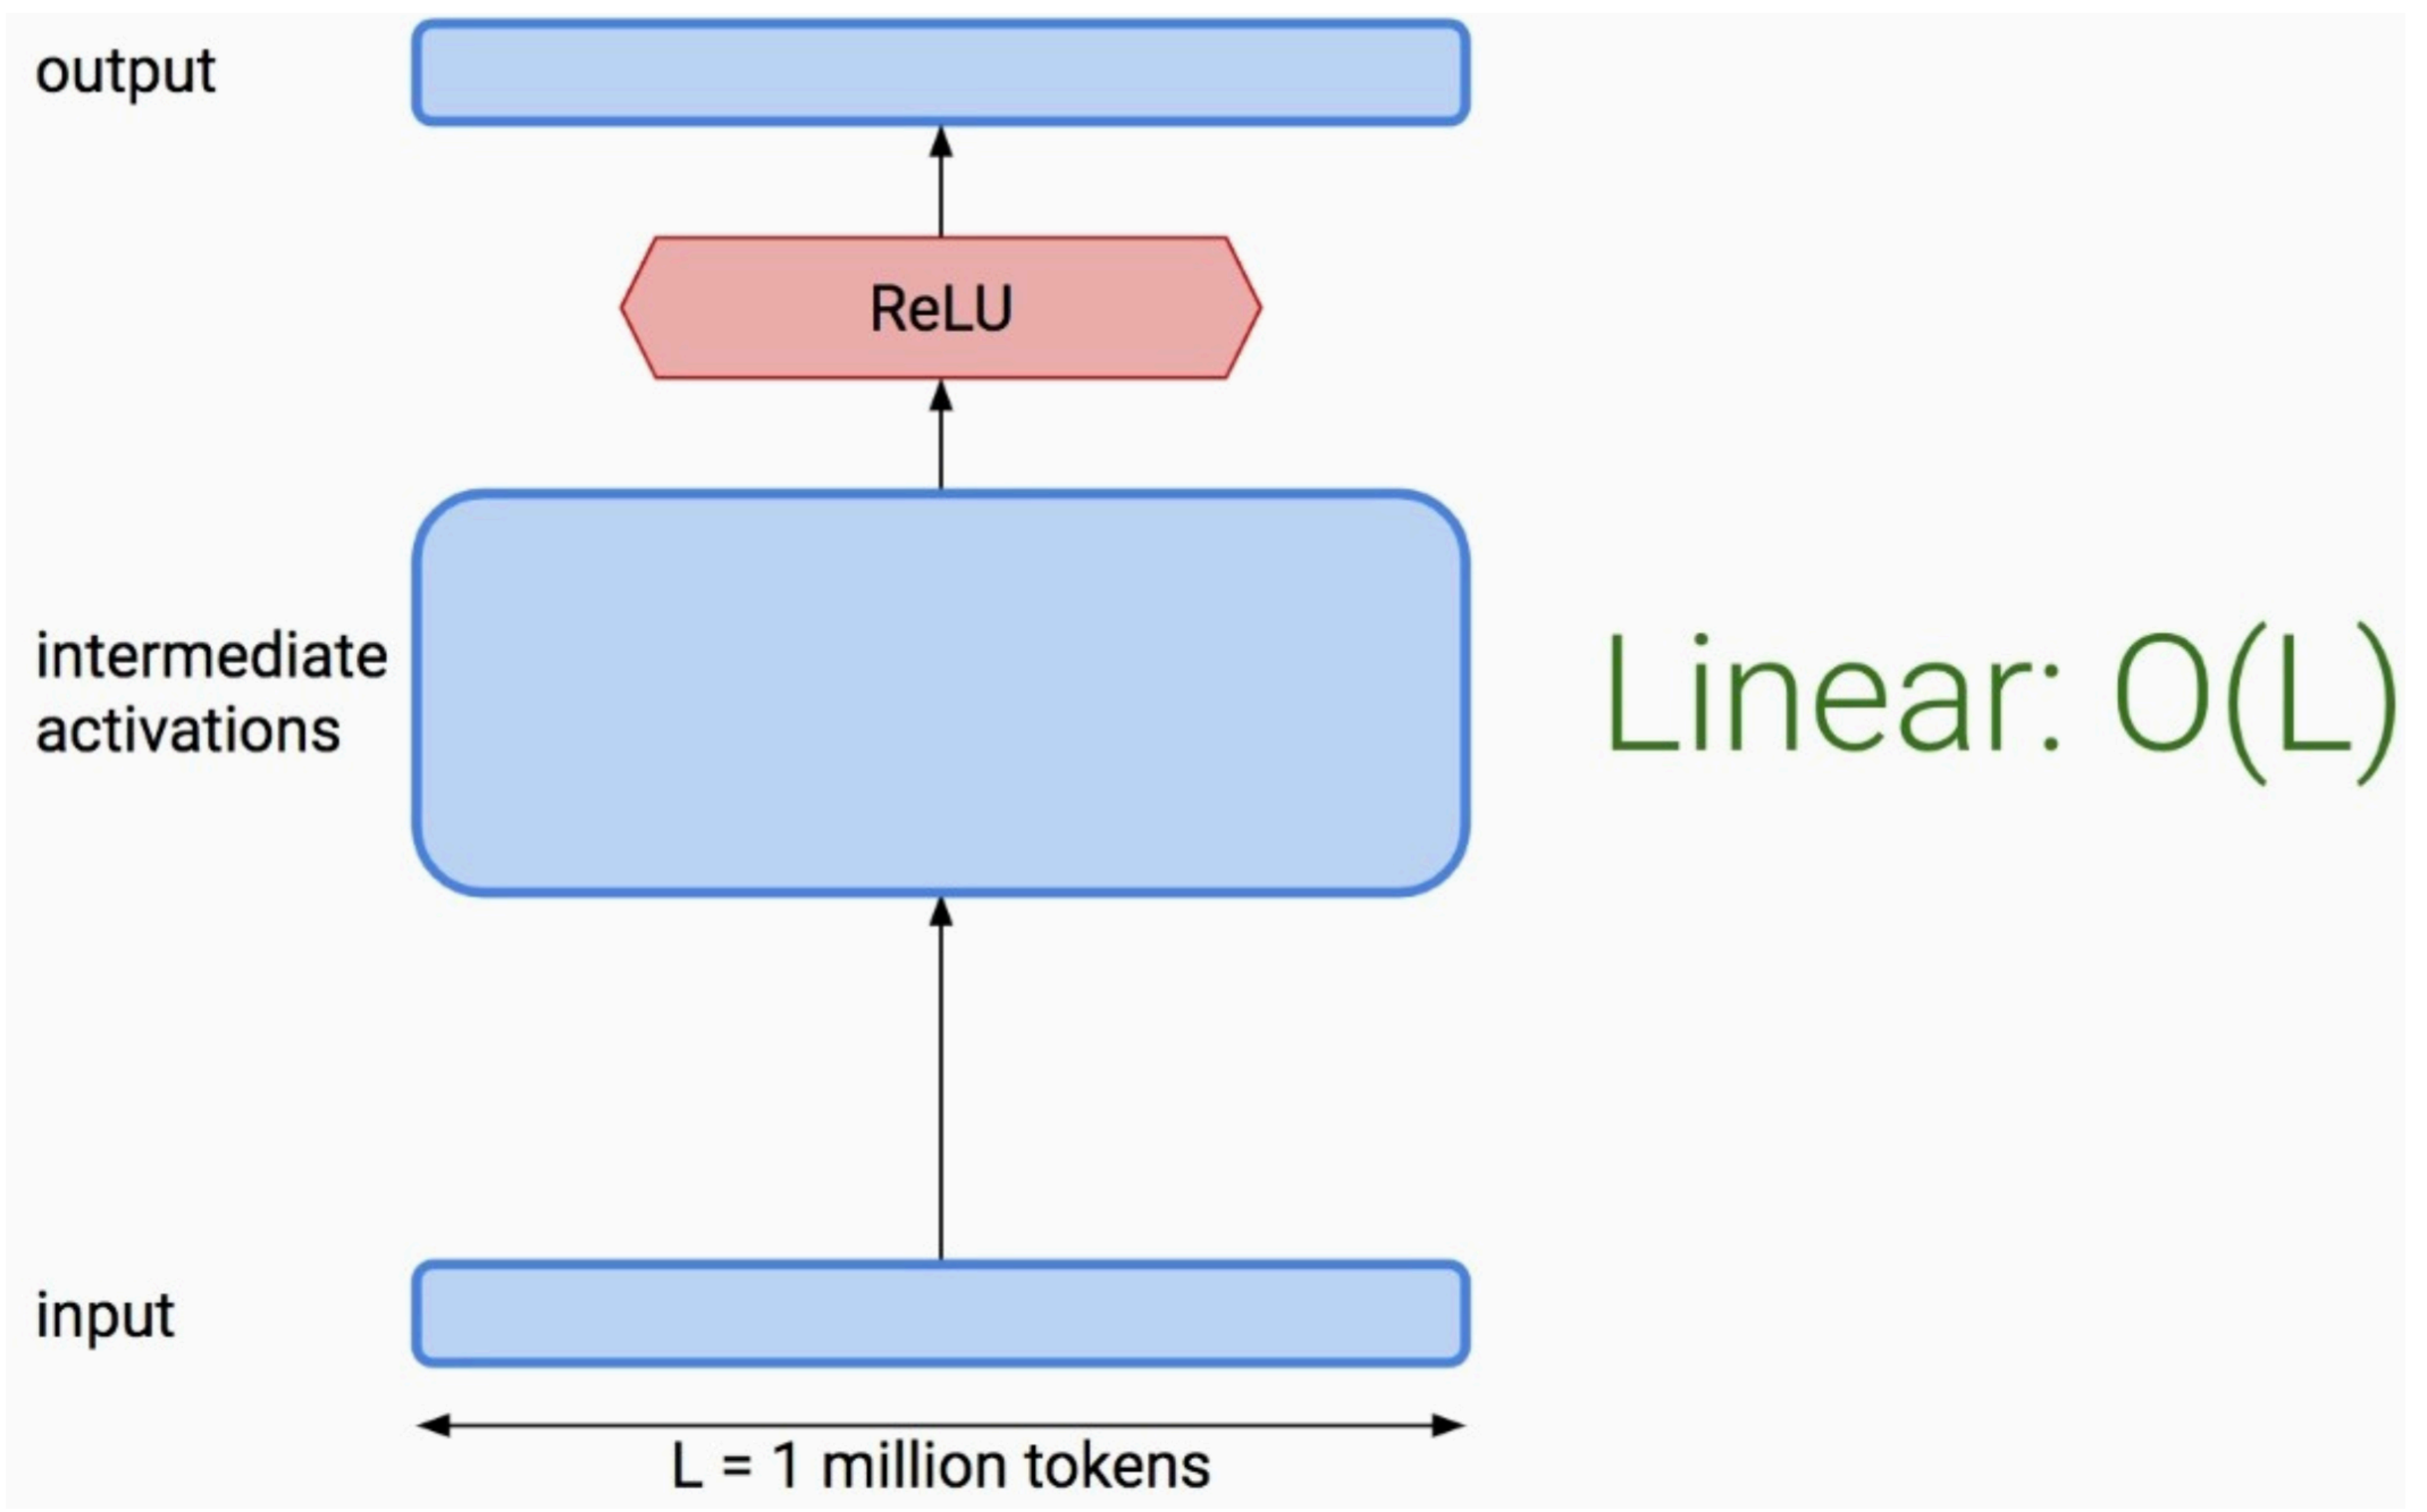 output
ReLU
intermediate
activations
Linear: O(L)
input
L = 1 million tokens